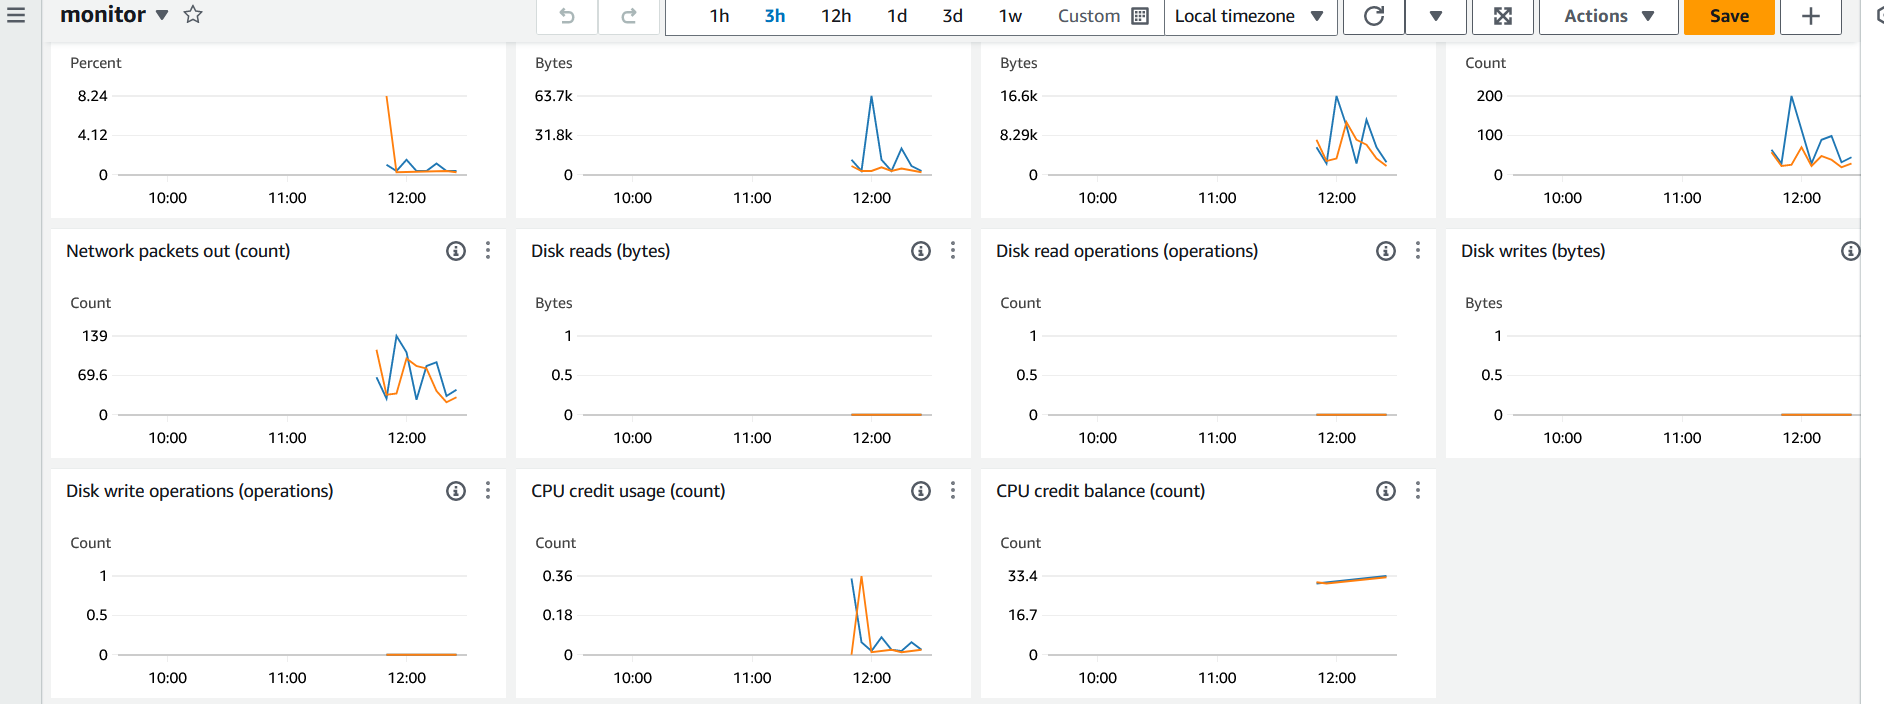 monitor
1h 3h 12h 1d 3d 1w Custom Local timezone Actions Save
Percent
8.24
4.12
0
10:00 11:00 12:00
Bytes
63.7k
31.8k
0
10:00 11:00 12:00
Bytes
16.6k
8.29k
0
10:00 11:00 12:00
Count
200
100
0
10:00 11:00 12:00
Network packets out (count)
Count
139
69.6
0
10:00 11:00 12:00
Disk reads (bytes)
Bytes
1
0.5
0
10:00 11:00 12:00
Disk read operations (operations)
Count
1
0.5
0
10:00 11:00 12:00
Disk writes (bytes)
Bytes
1
0.5
0
10:00 11:00 12:00
Disk write operations (operations)
Count
1
0.5
0
10:00 11:00 12:00
CPU credit usage (count)
Count
0.36
0.18
0
10:00 11:00 12:00
CPU credit balance (count)
Count
33.4
16.7
0
10:00 11:00 12:00